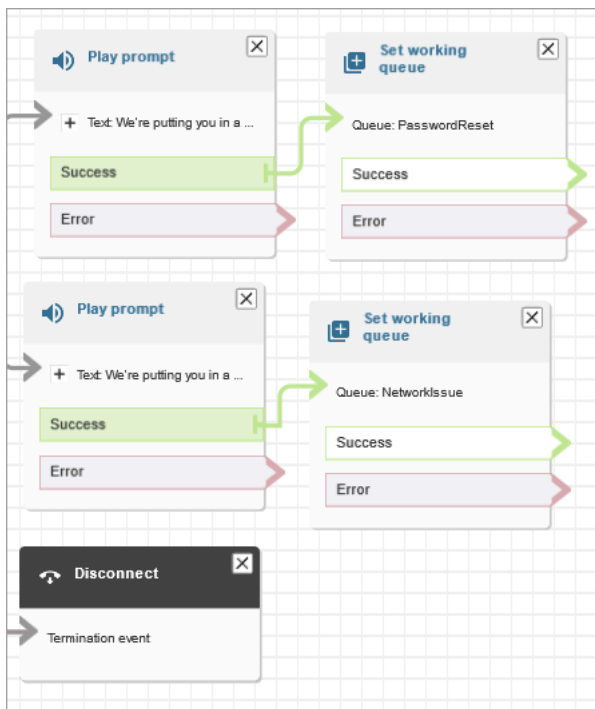 Play prompt
Text: We're putting you in a ...
Success
Error
Set working
queue
Queue: PasswordReset
Success
Error
Play prompt
Text: We're putting you in a ...
Success
Error
Set working
queue
Queue: NetworkIssue
Success
Error
Disconnect
Termination event